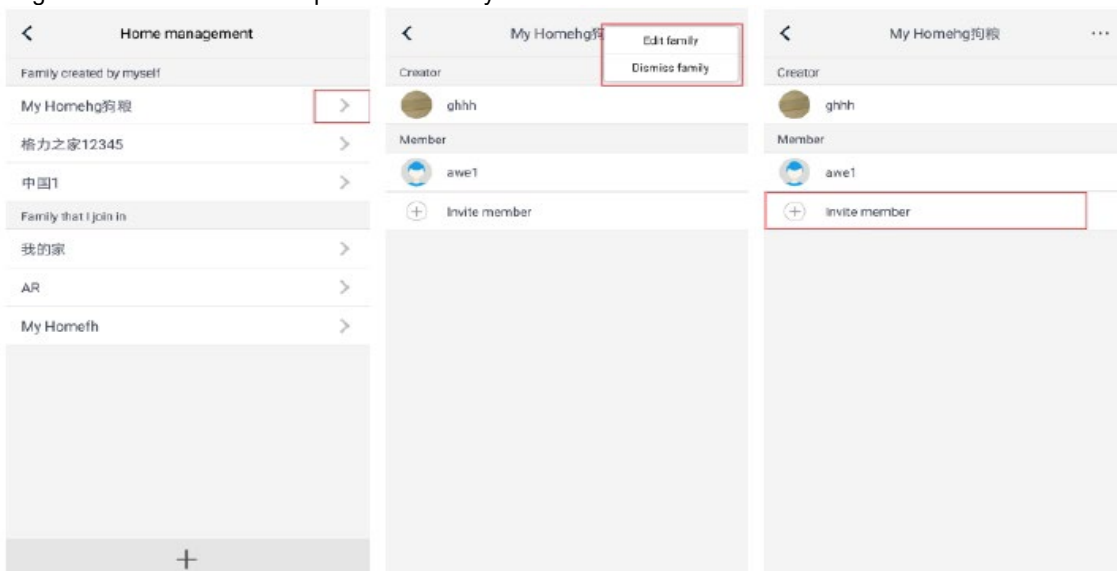 Home management
Family created by myself
My Homehg狗粮
格力之家12345
中国1
Family that I join in
我的家
AR
My Homefh
My Homehg狗
Edit family
Dismiss family
Creator
ghhh
Member
awe1
Invite member
My Homehg狗粮
Creator
ghhh
Member
awe1
Invite member